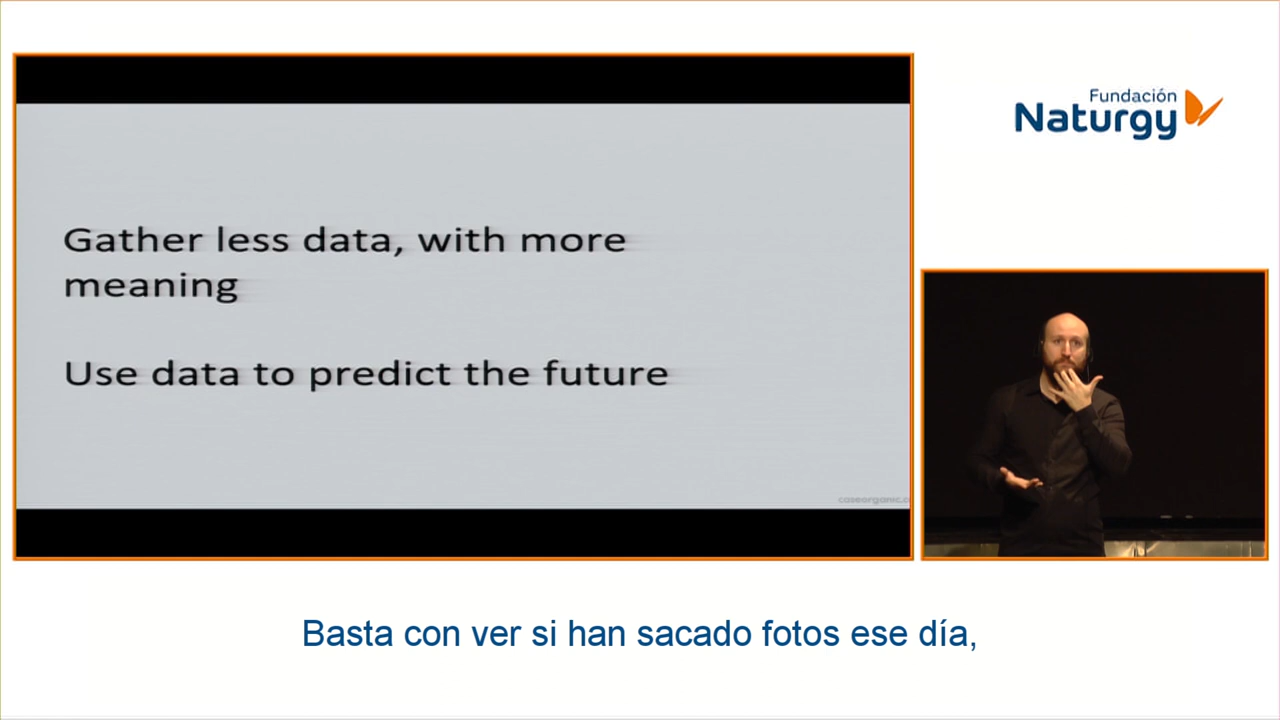 Gather less data, with more
meaning
Use data to predict the future
Fundación
Naturgy
Basta con ver si han sacado fotos ese día,